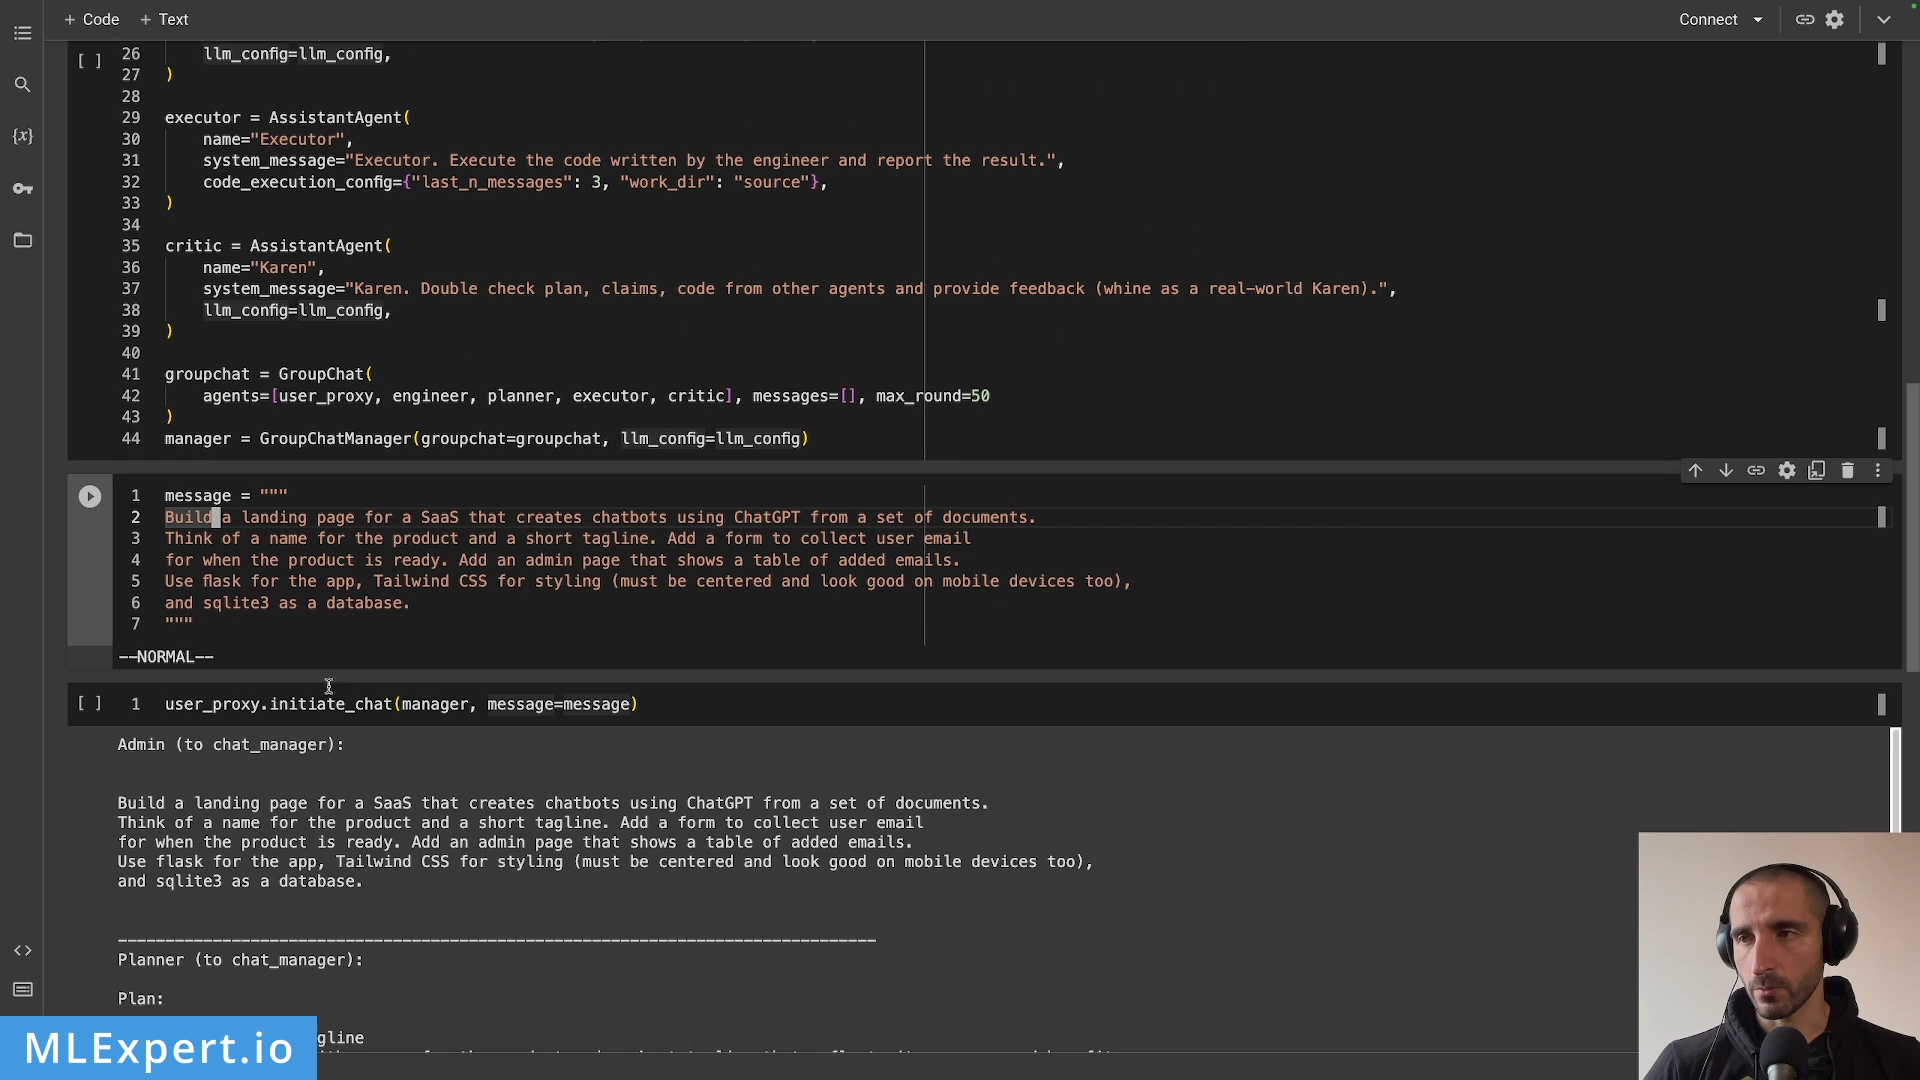 + Code + Text Connect
[ ] 26 llm_config=llm_config,
27 )
28
29 executor = AssistantAgent(
30 name="Executor",
31 system_message="Executor. Execute the code written by the engineer and report the result.",
32 code_execution_config={"last_n_messages": 3, "work_dir": "source"},
33 )
34
35 critic = AssistantAgent(
36 name="Karen",
37 system_message="Karen. Double check plan, claims, code from other agents and provide feedback (whine as a real-world Karen).",
38 llm_config=llm_config,
39 )
40
41 groupchat = GroupChat(
42 agents=[user_proxy, engineer, planner, executor, critic], messages=[], max_round=50
43 )
44 manager = GroupChatManager(groupchat=groupchat, llm_config=llm_config)
1 message = """
2 Build a landing page for a SaaS that creates chatbots using ChatGPT from a set of documents.
3 Think of a name for the product and a short tagline. Add a form to collect user email
4 for when the product is ready. Add an admin page that shows a table of added emails.
5 Use flask for the app, Tailwind CSS for styling (must be centered and look good on mobile devices too),
6 and sqlite3 as a database.
7 """
--NORMAL--
[ ] 1 user_proxy.initiate_chat(manager, message=message)
Admin (to chat_manager):
Build a landing page for a SaaS that creates chatbots using ChatGPT from a set of documents.
Think of a name for the product and a short tagline. Add a form to collect user email
for when the product is ready. Add an admin page that shows a table of added emails.
Use flask for the app, Tailwind CSS for styling (must be centered and look good on mobile devices too),
and sqlite3 as a database.
--------------------------------------------------------------------------------
Planner (to chat_manager):
Plan:
gline
MLExpert.io